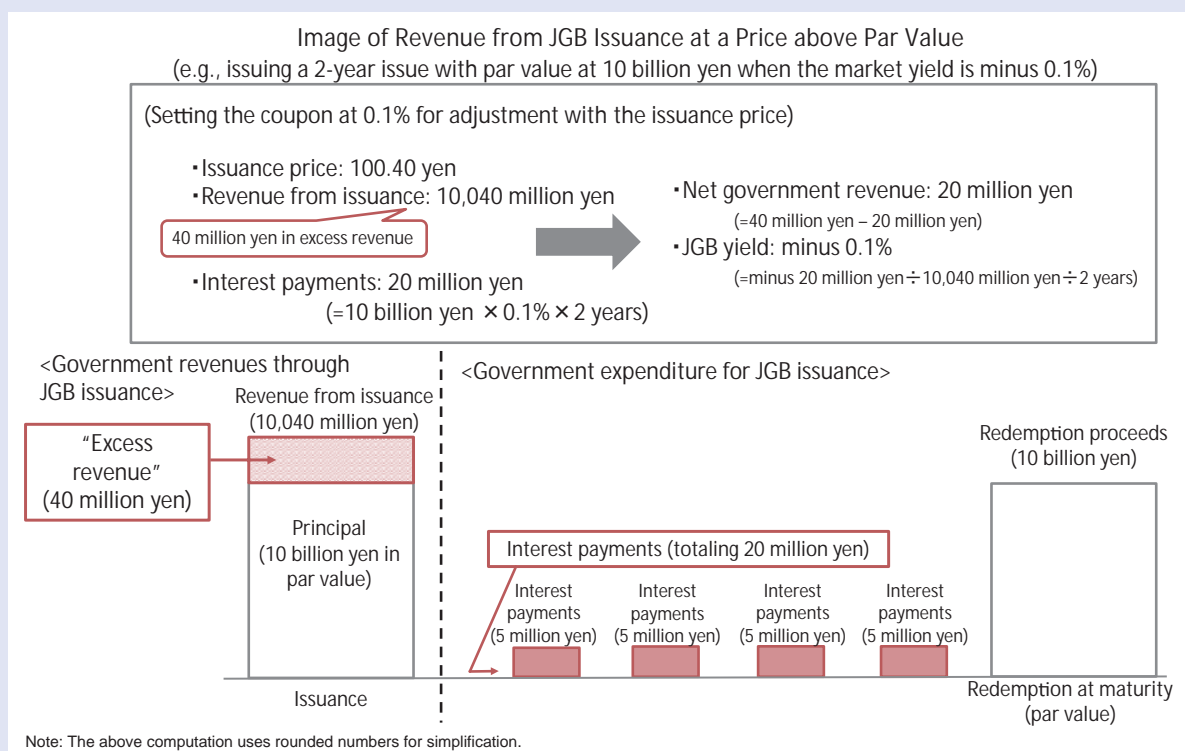 Image of Revenue from JGB Issuance at a Price above Par Value
(e.g., issuing a 2-year issue with par value at 10 billion yen when the market yield is minus 0.1%)
(Setting the coupon at 0.1% for adjustment with the issuance price)
・Issuance price: 100.40 yen
・Revenue from issuance: 10,040 million yen
40 million yen in excess revenue
・Interest payments: 20 million yen
(=10 billion yen ×0.1%×2 years)
・Net government revenue: 20 million yen
(=40 million yen – 20 million yen)
・JGB yield: minus 0.1%
(=minus 20 million yen÷10,040 million yen÷2 years)
<Government revenues through
JGB issuance>
Revenue from issuance
(10,040 million yen)
“Excess
revenue”
(40 million yen)
Principal
(10 billion yen in
par value)
Issuance
<Government expenditure for JGB issuance>
Interest payments (totaling 20 million yen)
Interest
payments
(5 million yen)
Interest
payments
(5 million yen)
Interest
payments
(5 million yen)
Interest
payments
(5 million yen)
Redemption proceeds
(10 billion yen)
Redemption at maturity
(par value)
Note: The above computation uses rounded numbers for simplification.